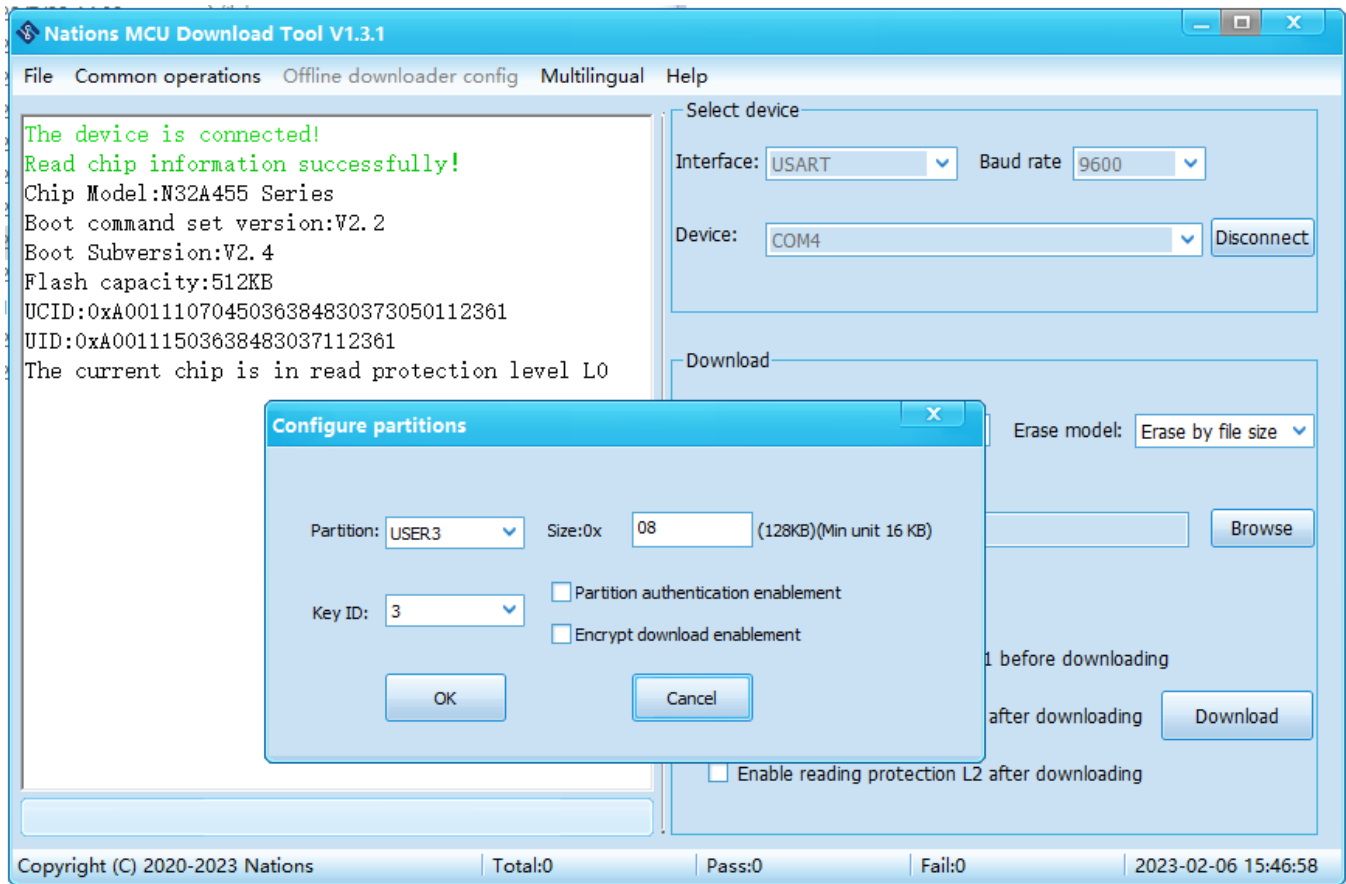 Nations MCU Download Tool V1.3.1
File Common operations Offline downloader config Multilingual Help
The device is connected!
Read chip information successfully!
Chip Model:N32A455 Series
Boot command set version:V2.2
Boot Subversion:V2.4
Flash capacity:512KB
UCID:0xA0011107045036384830373050112361
UID:0xA00111503638483037112361
The current chip is in read protection level L0
Select device
Interface: USART Baud rate 9600
Device: COM4 Disconnect
Download
Erase model: Erase by file size
Browse
1 before downloading
after downloading Download
Enable reading protection L2 after downloading
Configure partitions
Partition: USER3 Size:0x 08 (128KB)(Min unit 16 KB)
Key ID: 3 Partition authentication enablement
Encrypt download enablement
OK Cancel
Copyright (C) 2020-2023 Nations Total:0 Pass:0 Fail:0 2023-02-06 15:46:58